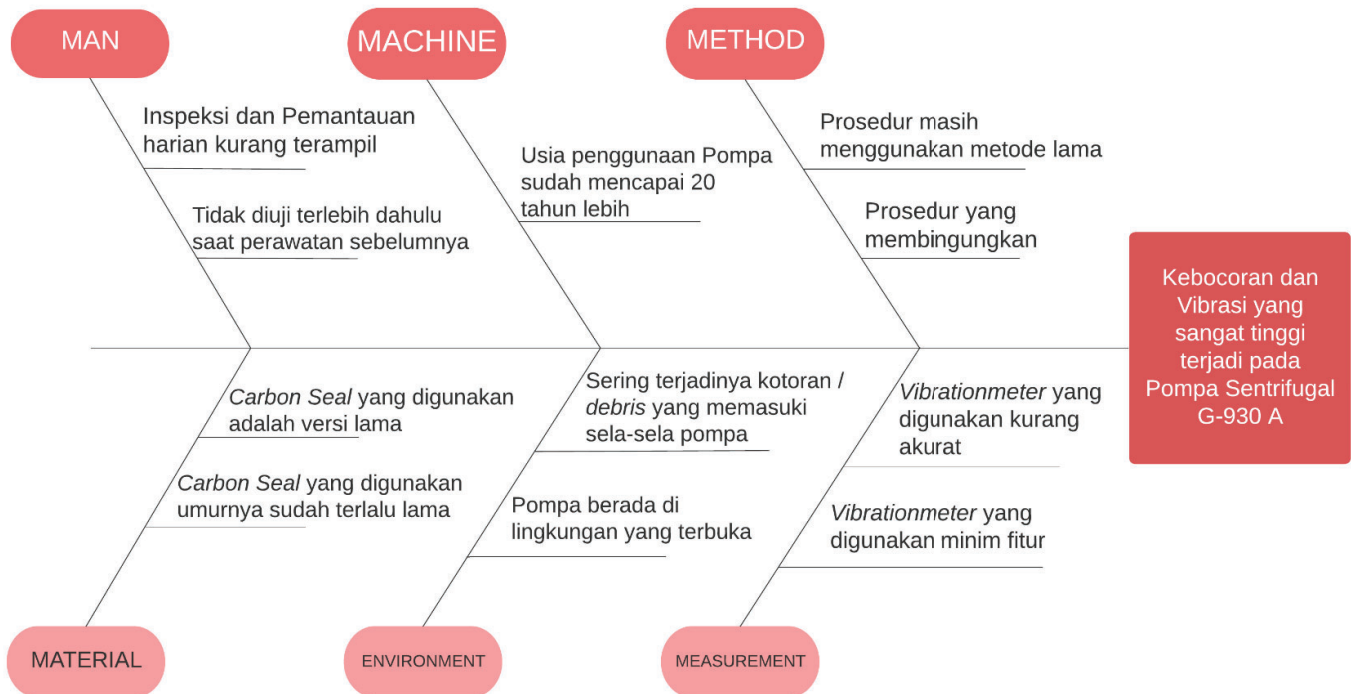 MAN
MACHINE
METHOD
Inspeksi dan Pemantauan
harian kurang terampil
Tidak diuji terlebih dahulu
saat perawatan sebelumnya
Usia penggunaan Pompa
sudah mencapai 20
tahun lebih
Prosedur masih
menggunakan metode lama
Prosedur yang
membingungkan
Kebocoran dan
Vibrasi yang
sangat tinggi
terjadi pada
Pompa Sentrifugal
G-930 A
Carbon Seal yang digunakan
adalah versi lama
Carbon Seal yang digunakan
umurnya sudah terlalu lama
Sering terjadinya kotoran /
debris yang memasuki
sela-sela pompa
Pompa berada di
lingkungan yang terbuka
Vibrationmeter yang
digunakan kurang
akurat
Vibrationmeter yang
digunakan minim fitur
MATERIAL
ENVIRONMENT
MEASUREMENT